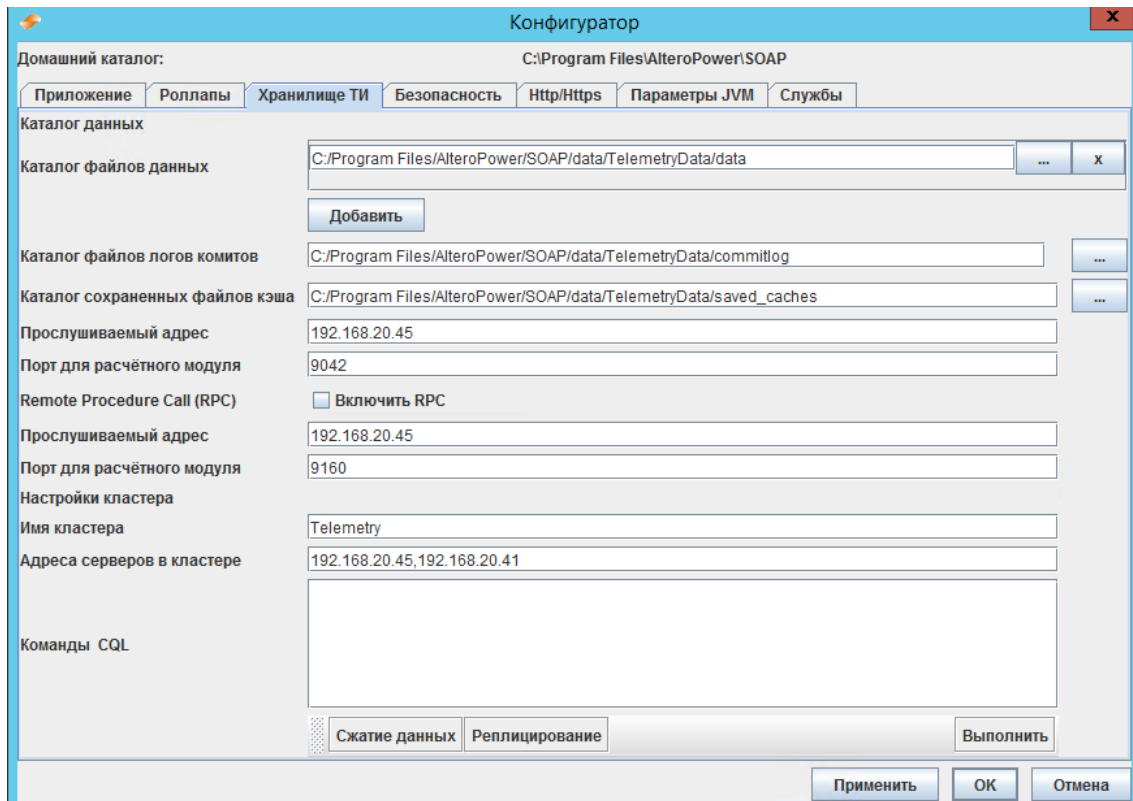 Конфигуратор
x
Домашний каталог: C:\Program Files\AlteroPower\SOAP
Приложение Роллапы Хранилище ТИ Безопасность Http/Https Параметры JVM Службы
Каталог данных
Каталог файлов данных C:/Program Files/AlteroPower/SOAP/data/TelemetryData/data ... x
Добавить
Каталог файлов логов комитов C:/Program Files/AlteroPower/SOAP/data/TelemetryData/commitlog ...
Каталог сохраненных файлов кэша C:/Program Files/AlteroPower/SOAP/data/TelemetryData/saved_caches ...
Прослушиваемый адрес 192.168.20.45
Порт для расчётного модуля 9042
Remote Procedure Call (RPC) Включить RPC
Прослушиваемый адрес 192.168.20.45
Порт для расчётного модуля 9160
Настройки кластера
Имя кластера Telemetry
Адреса серверов в кластере 192.168.20.45,192.168.20.41
Команды CQL
Сжатие данных Реплицирование Выполнить
Применить OK Отмена